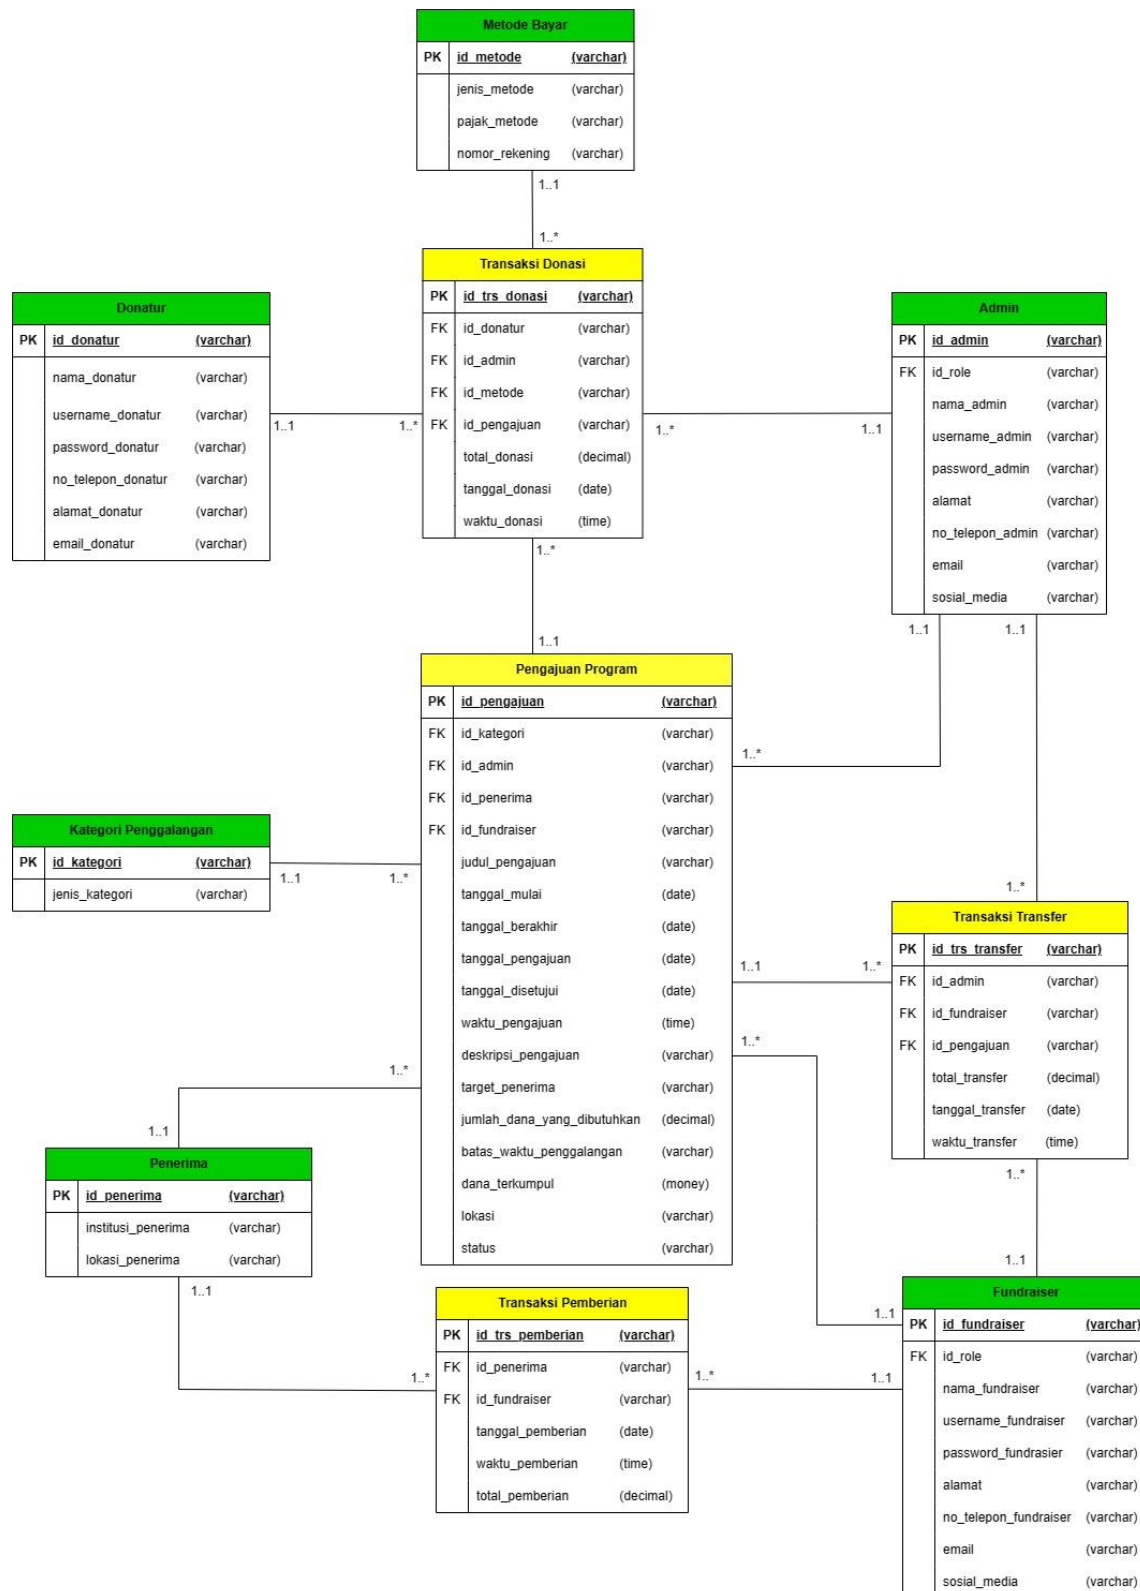 Metode Bayar
PK id_metode (varchar)
jenis_metode (varchar)
pajak_metode (varchar)
nomor_rekening (varchar)
1..1
1..*
Transaksi Donasi
PK id_trs_donasi (varchar)
FK id_donatur (varchar)
FK id_admin (varchar)
FK id_metode (varchar)
FK id_pengajuan (varchar)
total_donasi (decimal)
tanggal_donasi (date)
waktu_donasi (time)
Donatur
PK id_donatur (varchar)
nama_donatur (varchar)
username_donatur (varchar)
password_donatur (varchar)
no_telepon_donatur (varchar)
alamat_donatur (varchar)
email_donatur (varchar)
1..1
1..*
1..*
1..1
Admin
PK id_admin (varchar)
FK id_role (varchar)
nama_admin (varchar)
username_admin (varchar)
password_admin (varchar)
alamat (varchar)
no_telepon_admin (varchar)
email (varchar)
sosial_media (varchar)
1..*
1..1
1..1
1..1
Pengajuan Program
PK id_pengajuan (varchar)
FK id_kategori (varchar)
FK id_admin (varchar)
FK id_penerima (varchar)
FK id_fundraiser (varchar)
judul_pengajuan (varchar)
tanggal_mulai (date)
tanggal_berakhir (date)
tanggal_pengajuan (date)
tanggal_disetujui (date)
waktu_pengajuan (time)
deskripsi_pengajuan (varchar)
target_penerima (varchar)
jumlah_dana_yang_dibutuhkan (decimal)
batas_waktu_penggalangan (varchar)
dana_terkumpul (money)
lokasi (varchar)
status (varchar)
1..*
Kategori Penggalangan
PK id_kategori (varchar)
jenis_kategori (varchar)
1..1
1..*
1..*
Transaksi Transfer
PK id_trs_transfer (varchar)
FK id_admin (varchar)
FK id_fundraiser (varchar)
FK id_pengajuan (varchar)
total_transfer (decimal)
tanggal_transfer (date)
waktu_transfer (time)
1..1
1..*
1..*
1..*
1..1
Penerima
PK id_penerima (varchar)
institusi_penerima (varchar)
lokasi_penerima (varchar)
1..1
1..*
1..1
1..1
Transaksi Pemberian
PK id_trs_pemberian (varchar)
FK id_penerima (varchar)
FK id_fundraiser (varchar)
tanggal_pemberian (date)
waktu_pemberian (time)
total_pemberian (decimal)
1..*
1..*
1..1
Fundraiser
PK id_fundraiser (varchar)
FK id_role (varchar)
nama_fundraiser (varchar)
username_fundraiser (varchar)
password_fundrasier (varchar)
alamat (varchar)
no_telepon_fundraiser (varchar)
email (varchar)
sosial_media (varchar)